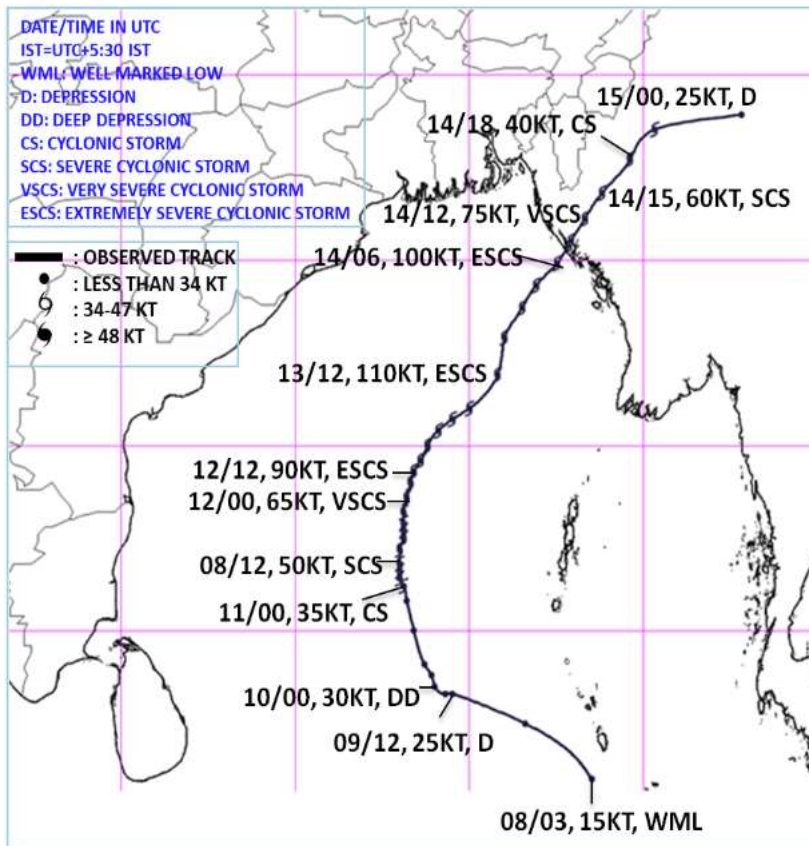 DATE/TIME IN UTC
IST=UTC+5:30 IST
WML: WELL MARKED LOW
D: DEPRESSION
DD: DEEP DEPRESSION
CS: CYCLONIC STORM
SCS: SEVERE CYCLONIC STORM
VSCS: VERY SEVERE CYCLONIC STORM
ESCS: EXTREMELY SEVERE CYCLONIC STORM
: OBSERVED TRACK
: LESS THAN 34 KT
: 34-47 KT
: ≥ 48 KT
15/00, 25KT, D
14/18, 40KT, CS
14/15, 60KT, SCS
14/12, 75KT, VSCS
14/06, 100KT, ESCS
13/12, 110KT, ESCS
12/12, 90KT, ESCS
12/00, 65KT, VSCS
08/12, 50KT, SCS
11/00, 35KT, CS
10/00, 30KT, DD
09/12, 25KT, D
08/03, 15KT, WML